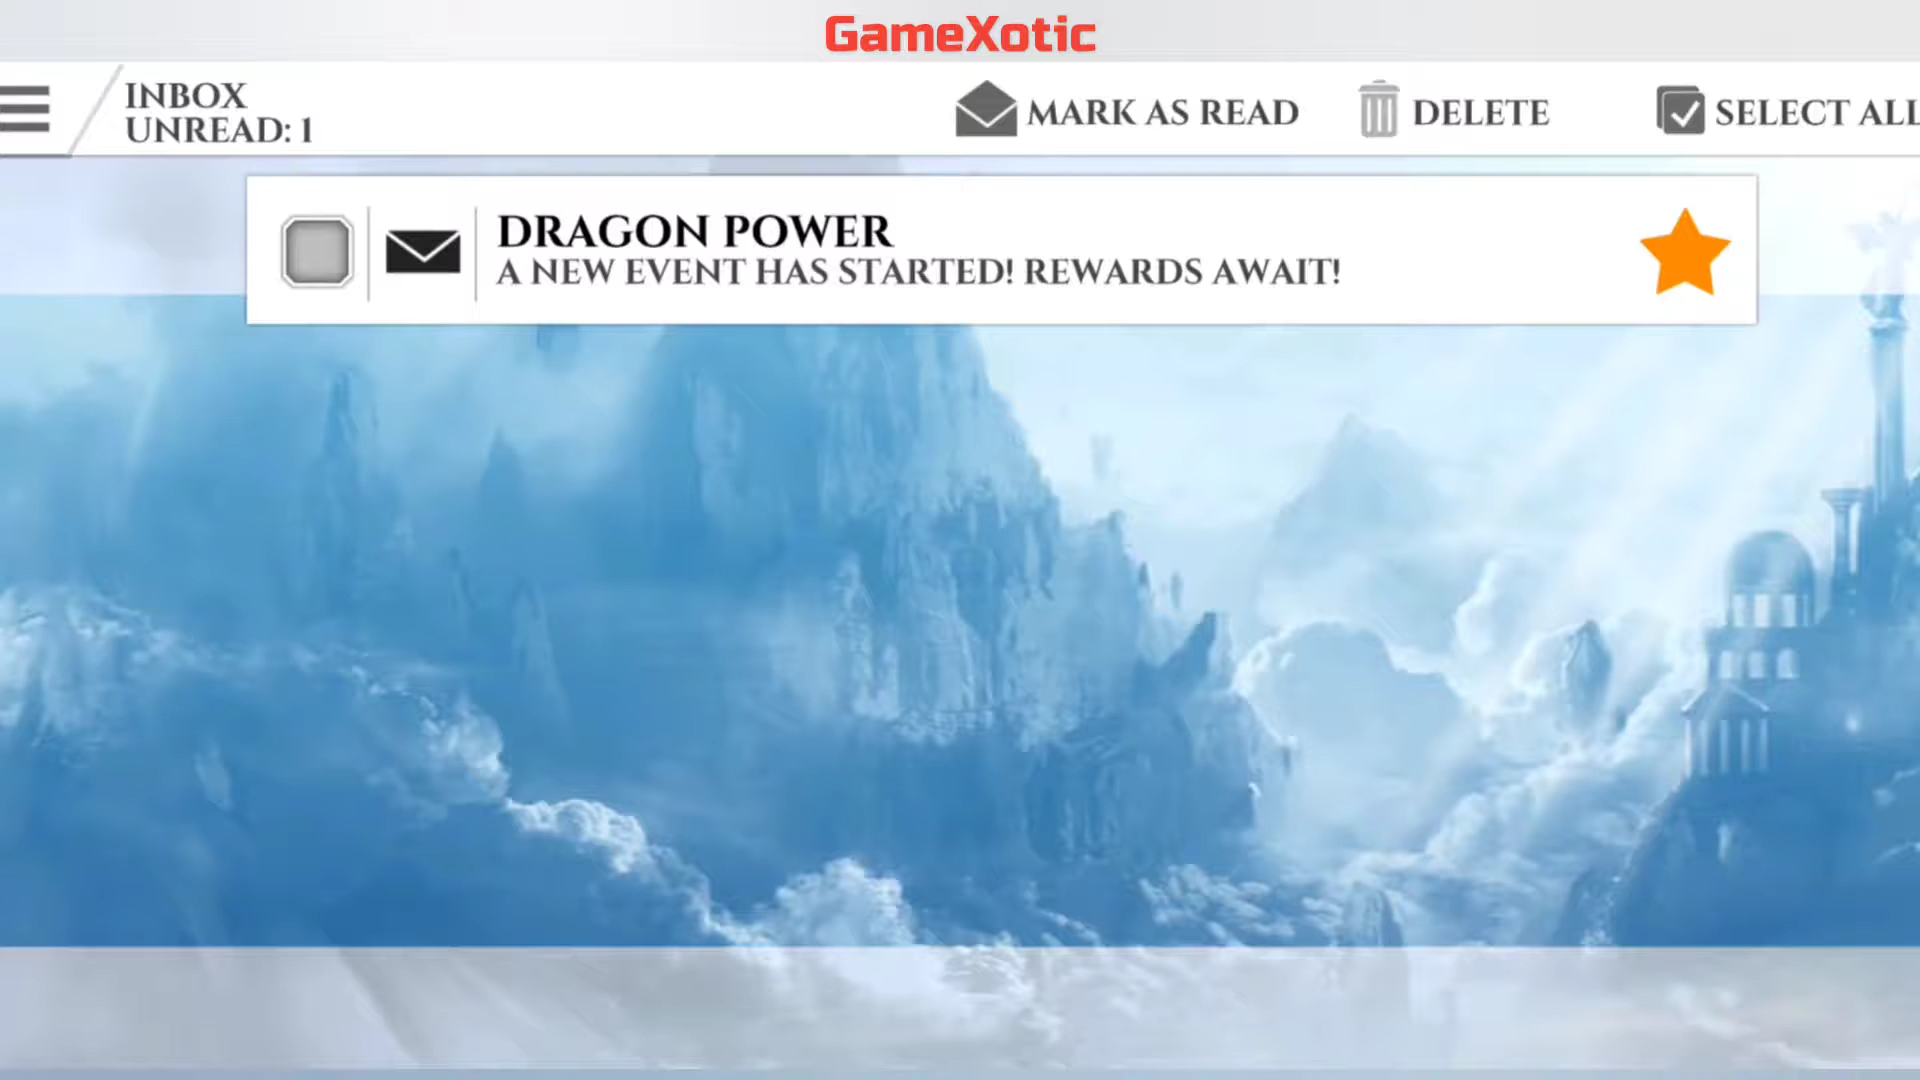 GameXotic
INBOX
UNREAD: 1
MARK AS READ
DELETE
SELECT ALL
DRAGON POWER
A NEW EVENT HAS STARTED! REWARDS AWAIT!